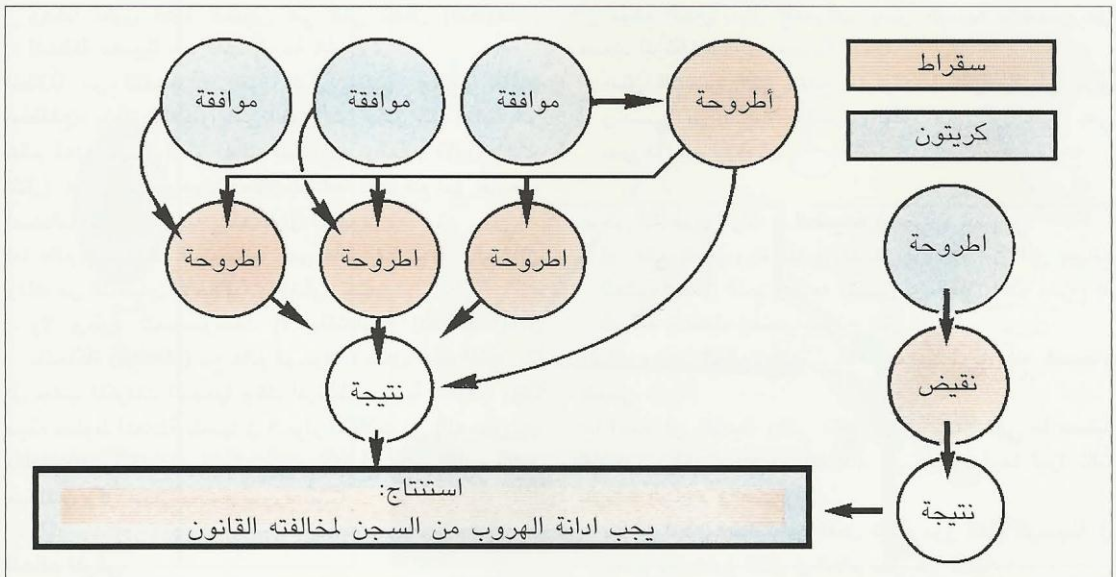 سقراط
كريتون
أطروحة
موافقة
موافقة
موافقة
اطروحة
اطروحة
اطروحة
نتيجة
اطروحة
نقيض
نتيجة
استنتاج:
يجب ادانة الهروب من السجن لمخالفته القانون